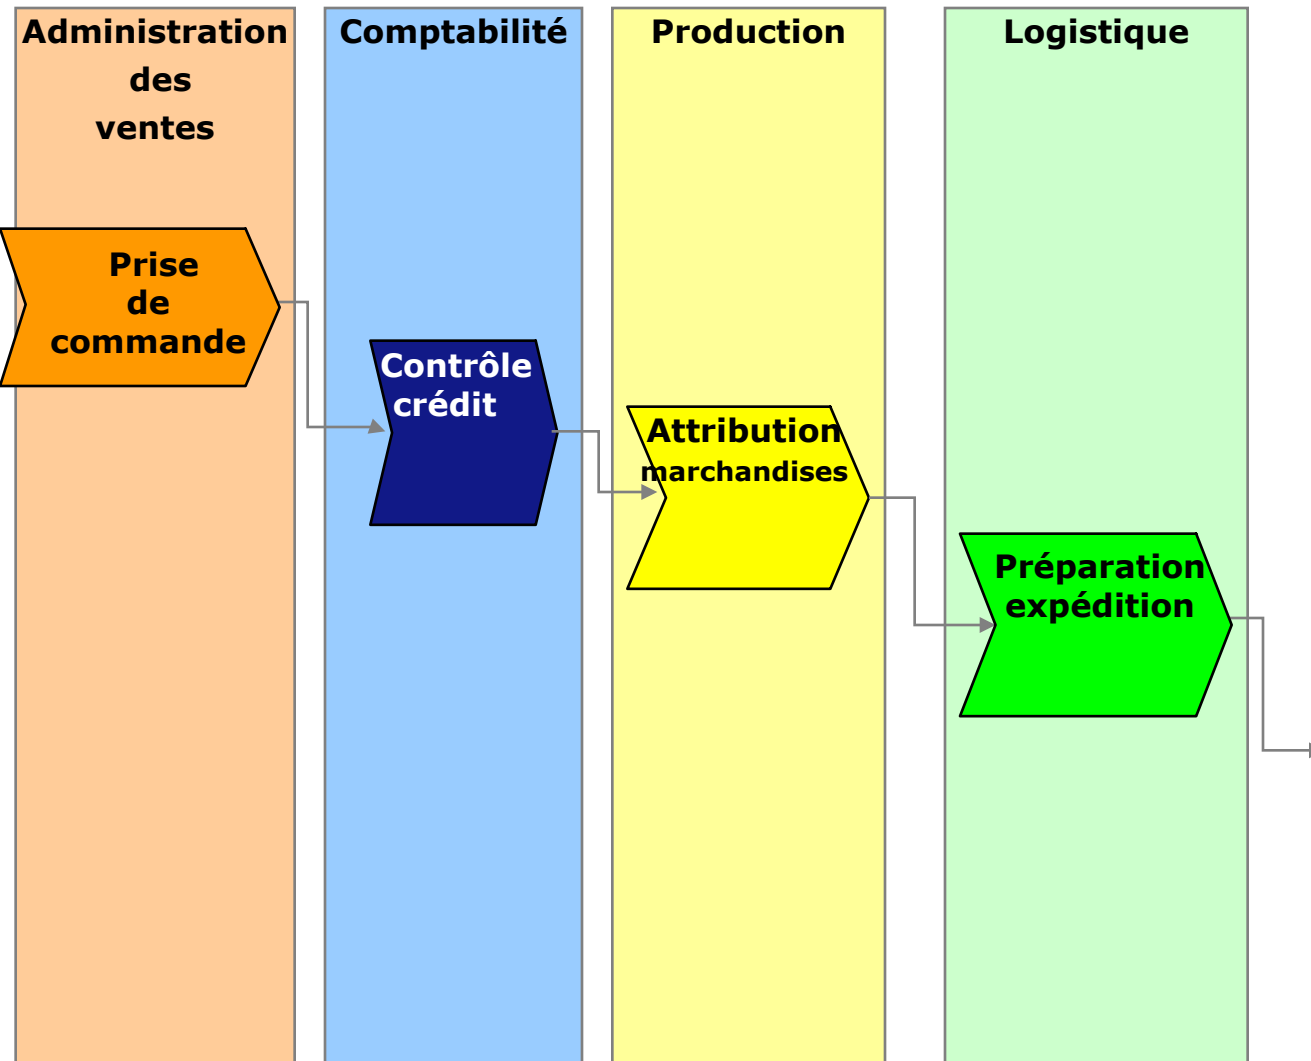 Administration
des
ventes
Comptabilité
Production
Logistique
Prise
de
commande
Contrôle
crédit
Attribution
marchandises
Préparation
expédition